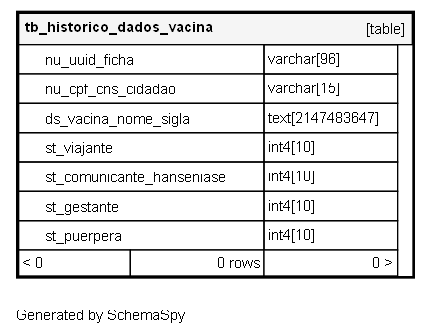 tb_historico_dados_vacina [table]
nu_uuid_ficha varchar[96]
nu_cpf_cns_cidadao varchar[15]
ds_vacina_nome_sigla text[2147483647]
st_viajante int4[10]
st_comunicante_hanseniase int4[10]
st_gestante int4[10]
st_puerpera int4[10]
< 0 0 rows 0 >
Generated by SchemaSpy